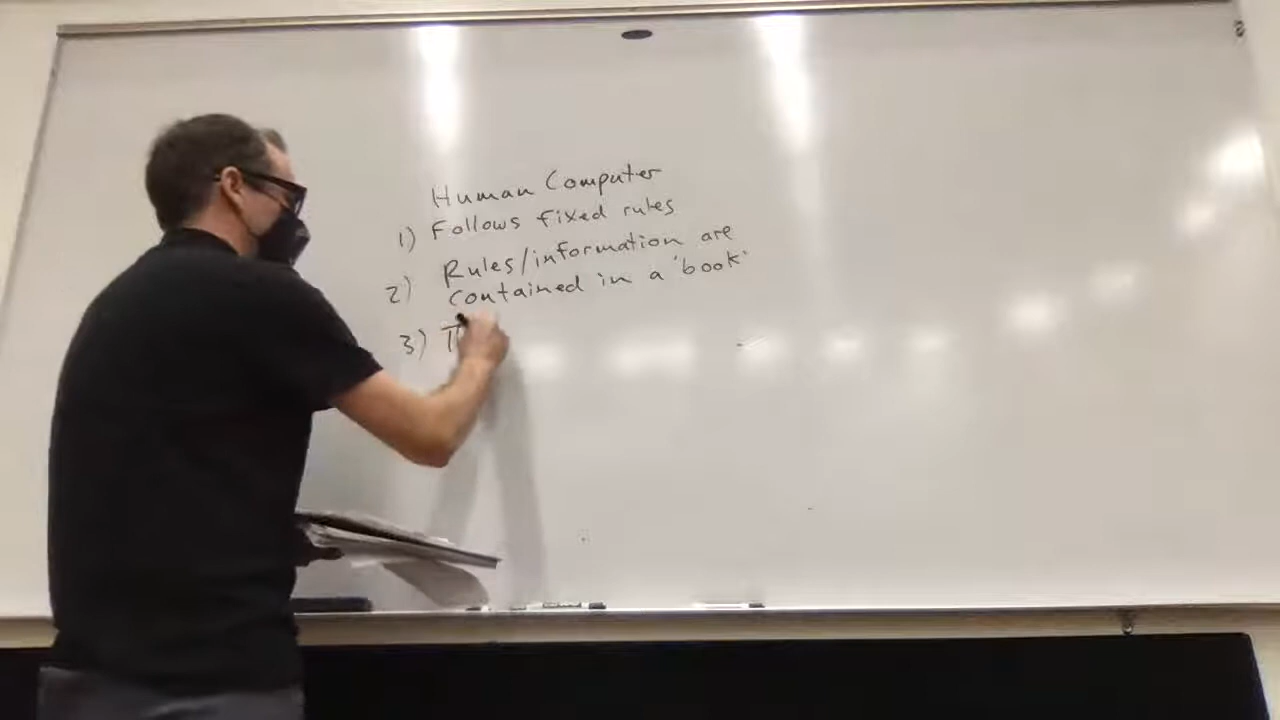 Human Computer
1) Follows fixed rules
2) Rules/information are
contained in a 'book'
3) T